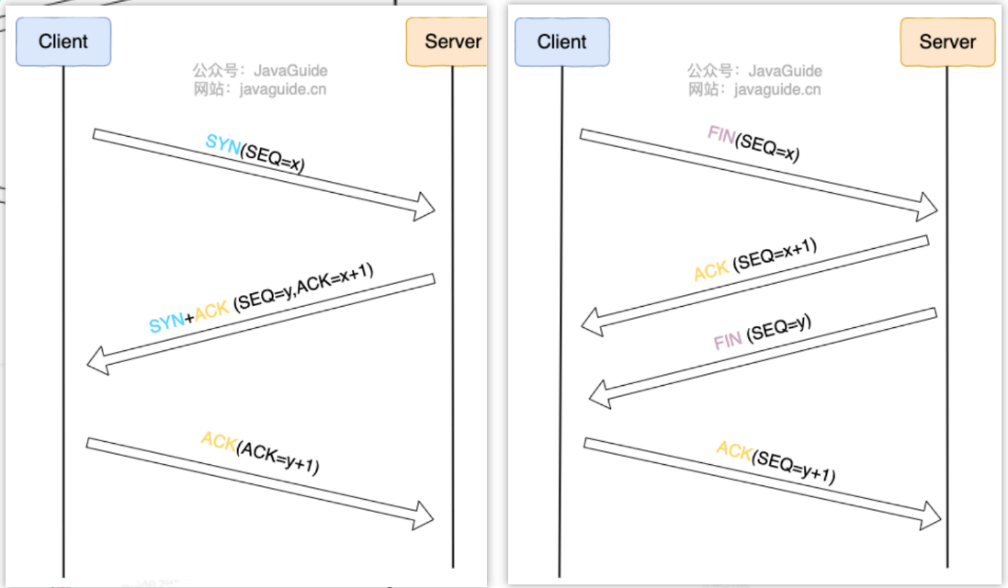 Client
Server
公众号：JavaGuide
网站：javaguide.cn
SYN(SEQ=x)
SYN+ACK (SEQ=y,ACK=x+1)
ACK(ACK=y+1)
Client
Server
公众号：JavaGuide
网站：javaguide.cn
FIN(SEQ=x)
ACK (SEQ=x+1)
FIN (SEQ=y)
ACK(SEQ=y+1)